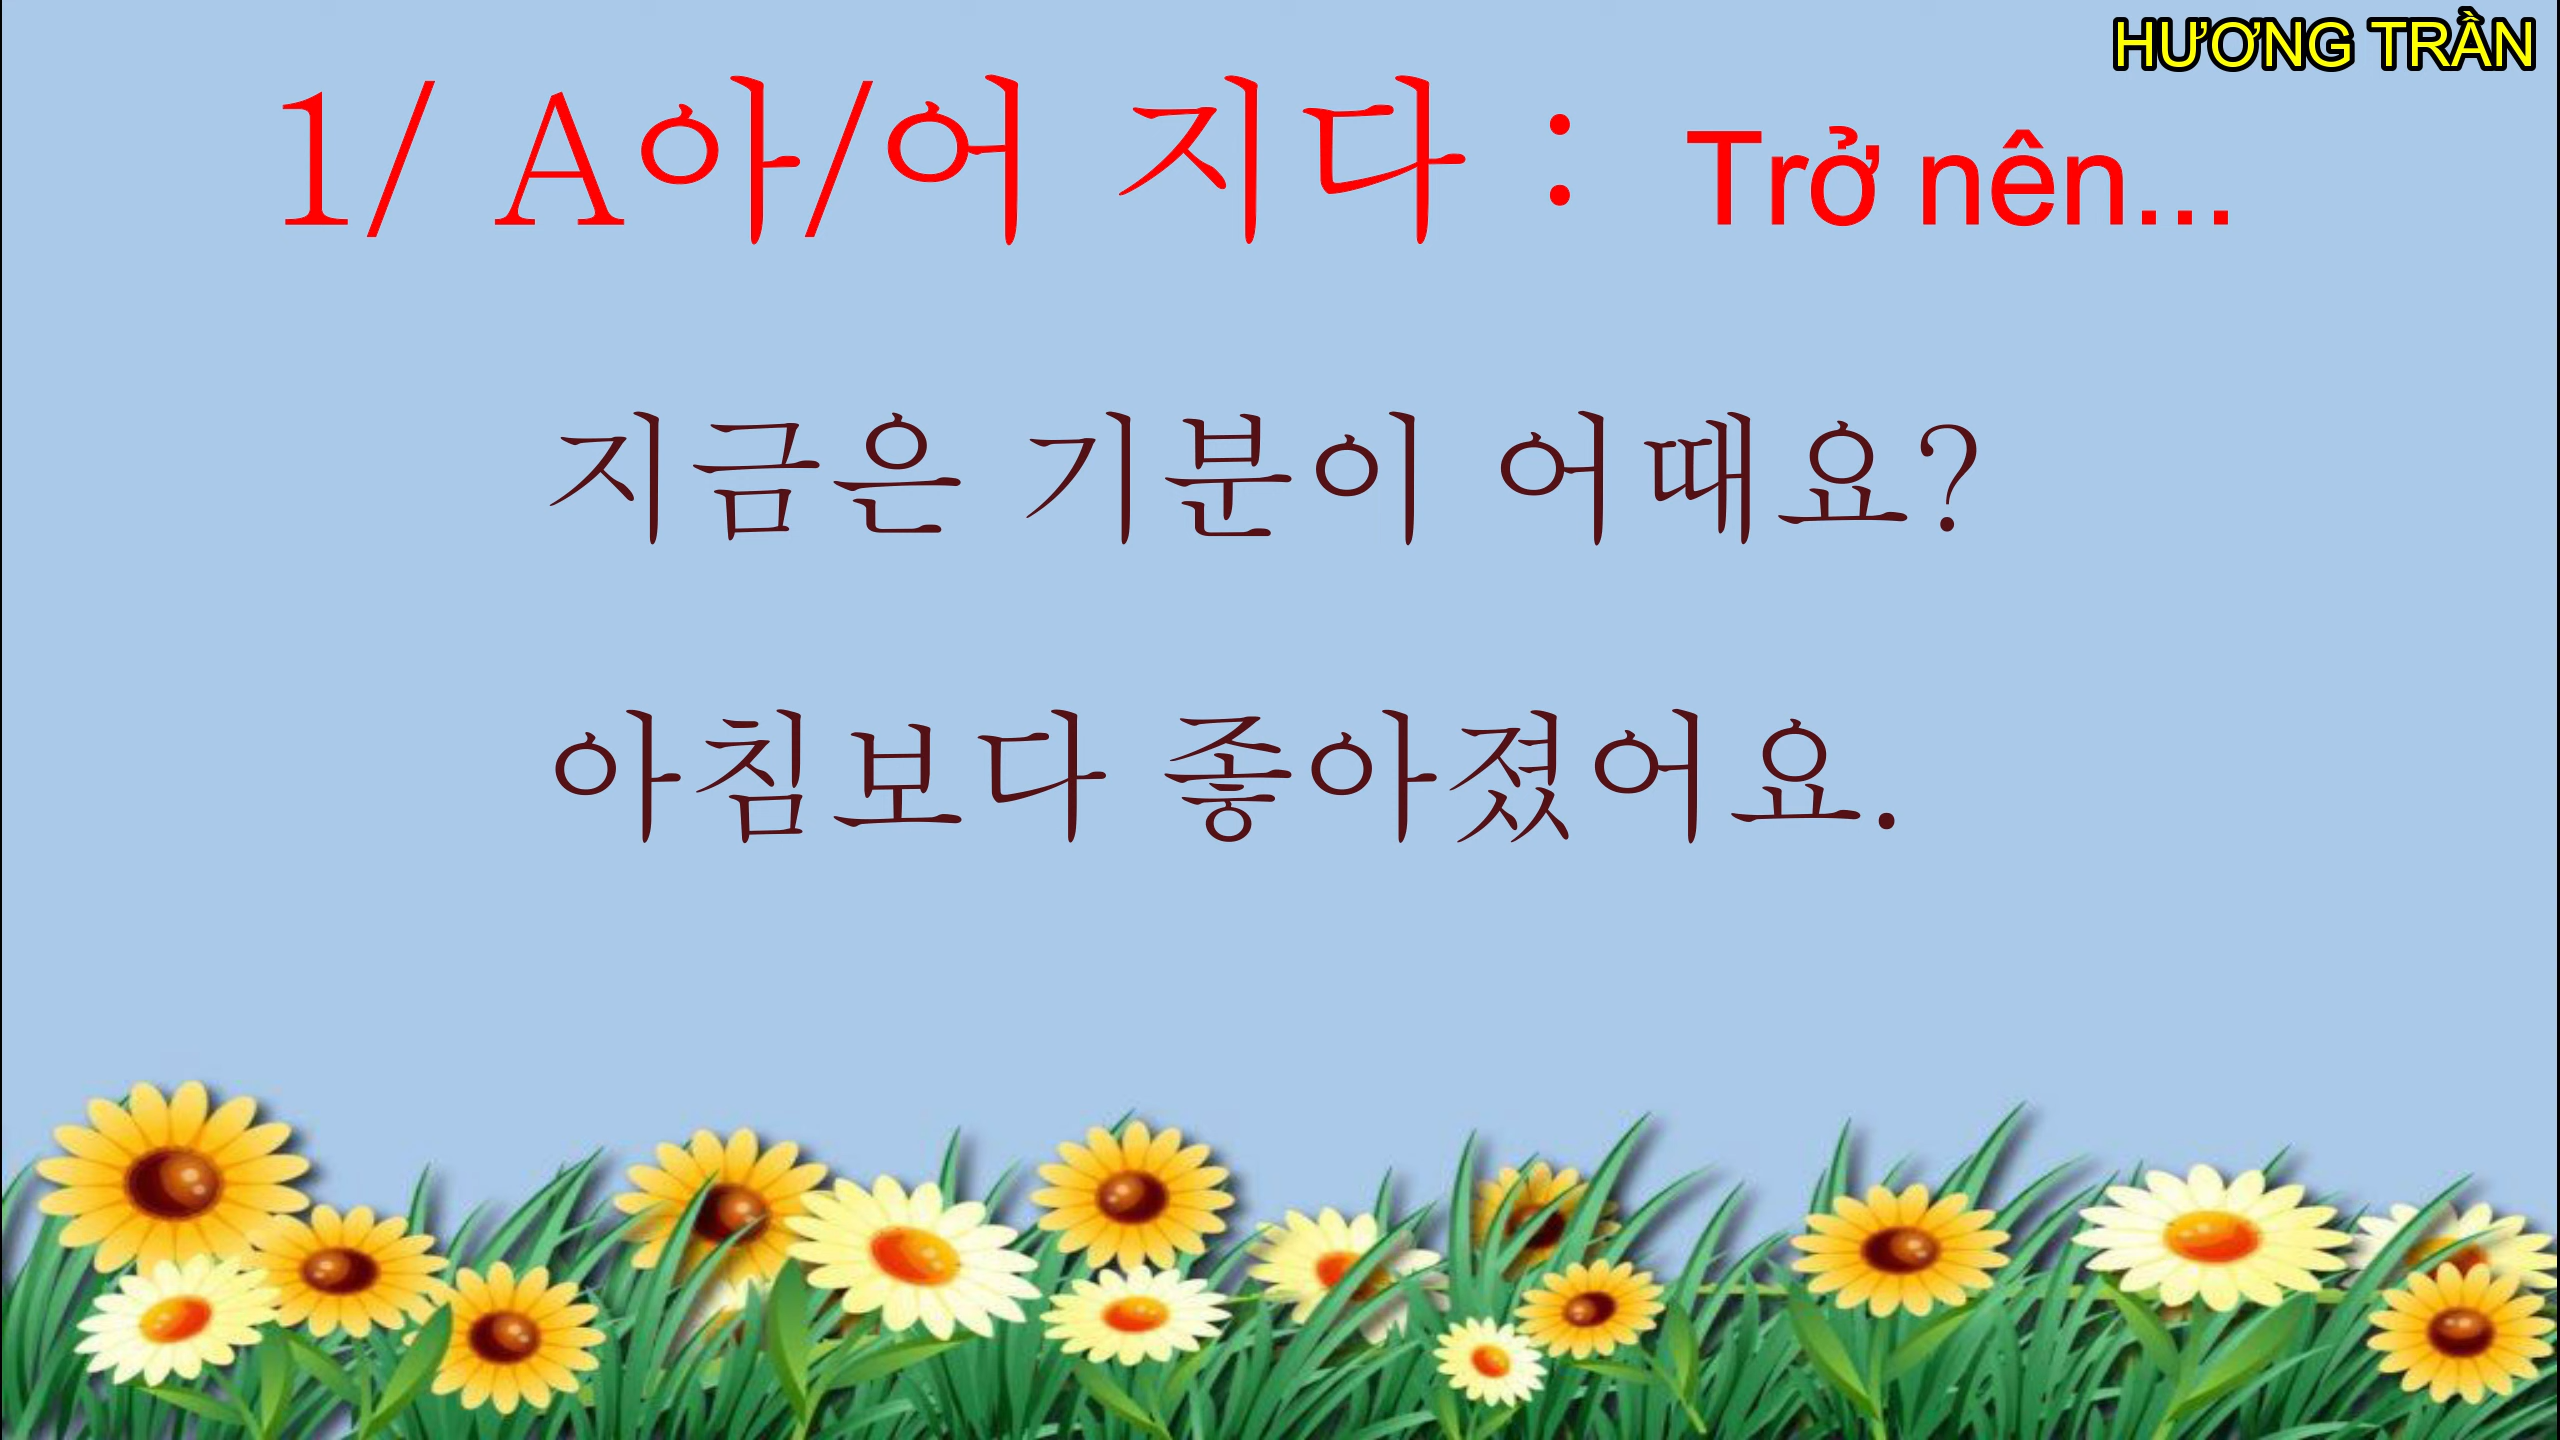 HƯƠNG TRẦN
1/ A아/어 지다 : Trở nên...
지금은 기분이 어때요?
아침보다 좋아졌어요.